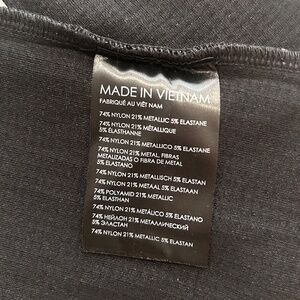 MADE IN VIETNAM
FABRIQUÉ AU VIÊT NAM
74% NYLON 21% METALLIC 5% ELASTANE
74% NYLON 21% MÉTALLIQUE
5% ÉLASTHANNE
74% NYLON 21% METALLICO 5% ELASTANE
74% NYLON 21% METAL, FIBRAS
METALIZADAS O FIBRA DE METAL
5% ELASTANO
74% NYLON 21% METALLISCH 5% ELASTAN
74% NYLON 21% METAAL 5% ELASTAAN
74% POLYAMID 21% METALLIC
5% ELASTHAN
74% NYLON 21% METÁLICO 5% ELASTANO
74% НЕЙЛОН 21% МЕТАЛЛИЧЕСКИЙ
5% ЭЛАСТАН
74% NYLON 21% METALLIC 5% ELASTAN